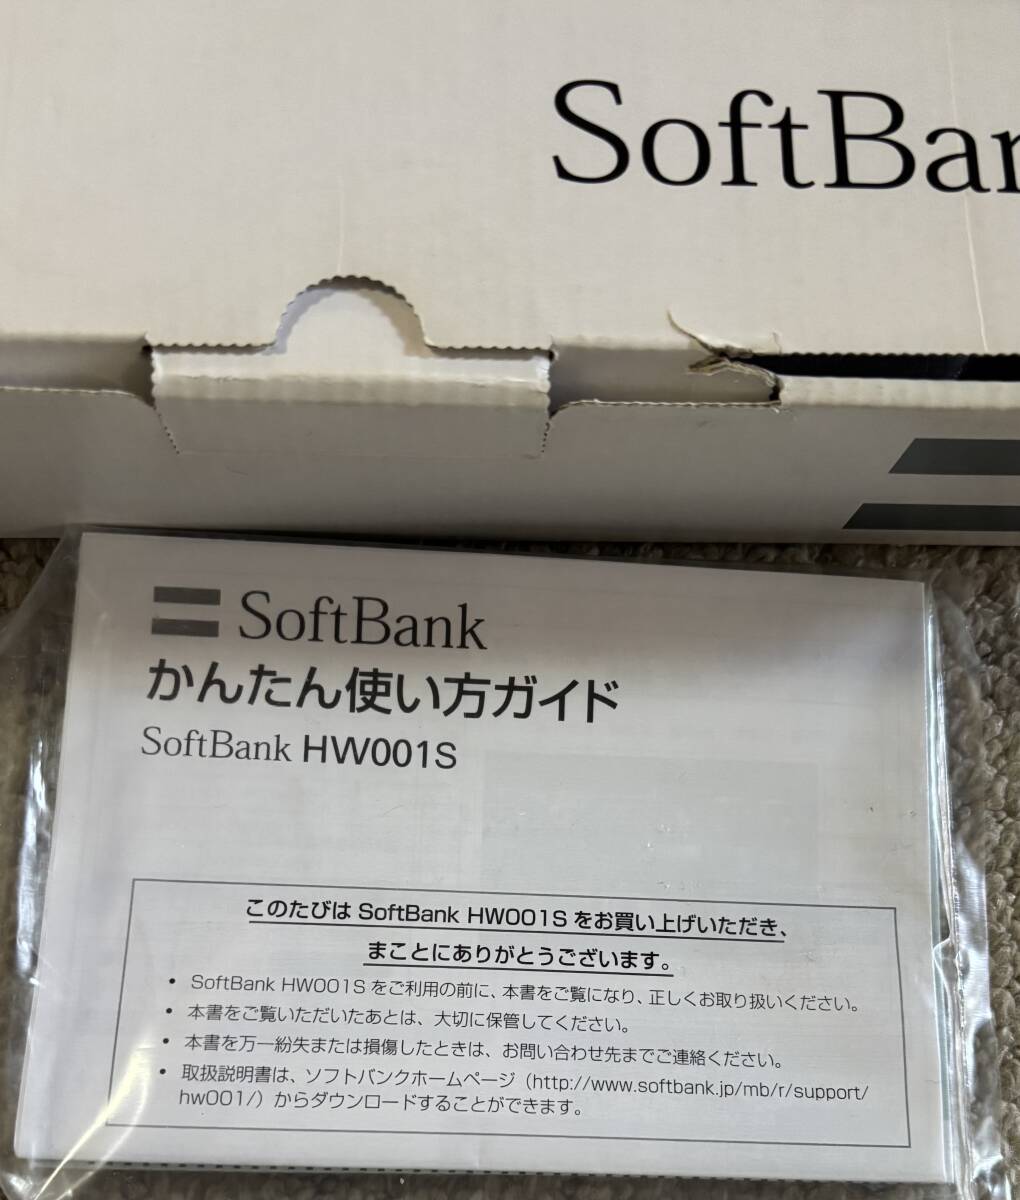 SoftBan
SoftBank
かんたん使い方ガイド
SoftBank HW001S
このたびは SoftBank HW001S をお買い上げいただき、
まことにありがとうございます。
• SoftBank HW001S をご利用の前に、本書をご覧になり、正しくお取り扱いください。
• 本書をご覧いただいたあとは、大切に保管してください。
• 本書を万一紛失または損傷したときは、お問い合わせ先までご連絡ください。
• 取扱説明書は、ソフトバンクホームページ（http://www.softbank.jp/mb/r/support/
hw001/）からダウンロードすることができます。